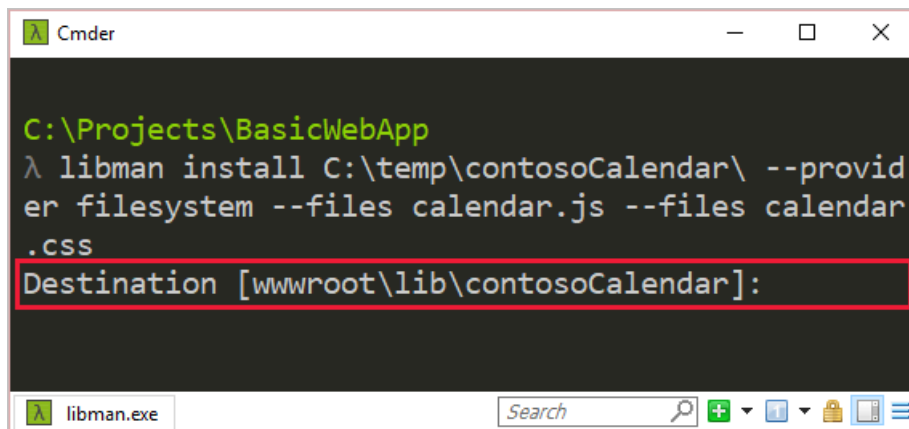 λ Cmder
C:\Projects\BasicWebApp
λ libman install C:\temp\contosoCalendar\ --provid
er filesystem --files calendar.js --files calendar
.css
Destination [wwwroot\lib\contosoCalendar]:
λ libman.exe
Search
1